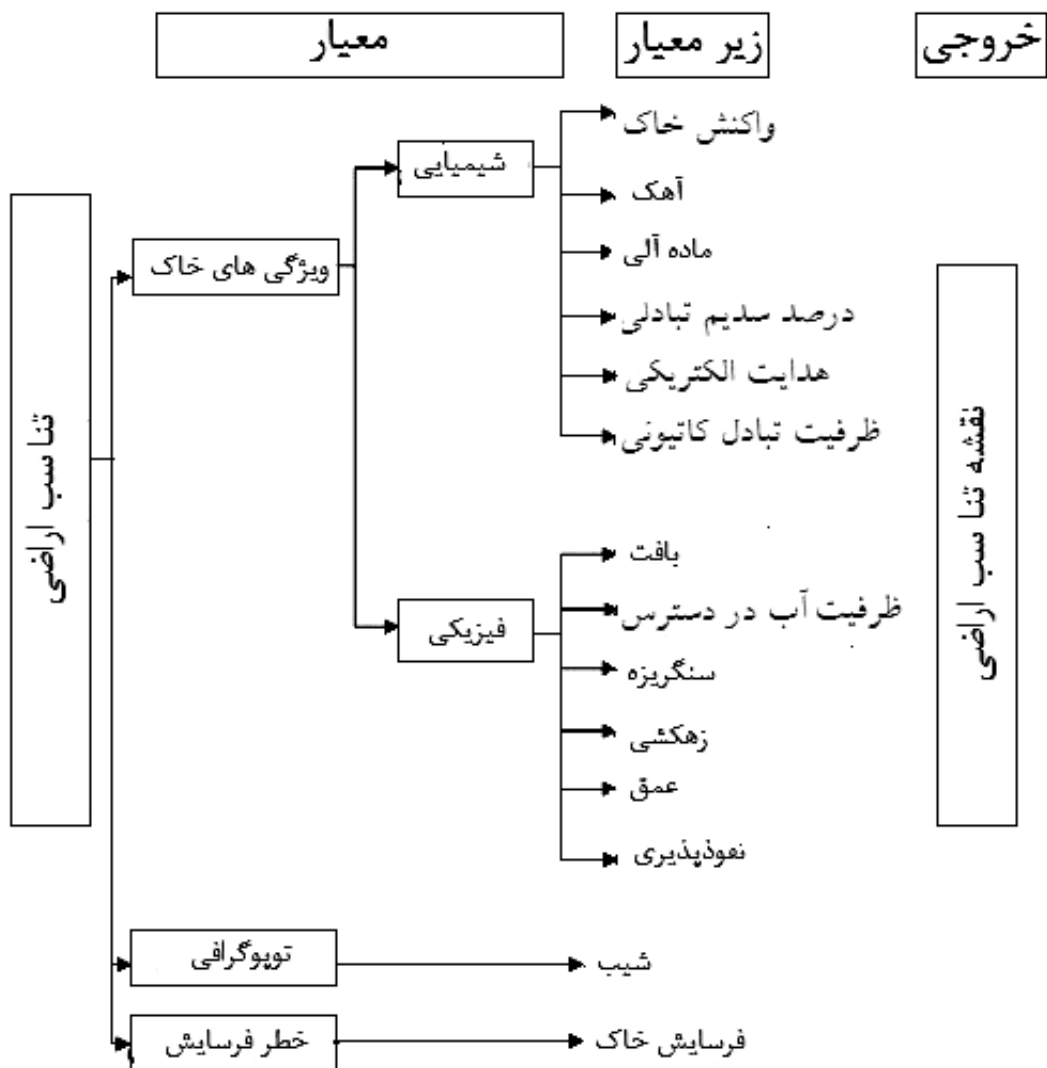 معیار
زیر معیار
خروجی
تناسب اراضی
ویژگی های خاک
شیمیایی
واکنش خاک
آهک
ماده آلی
درصد سدیم تبادلی
هدایت الکتریکی
ظرفیت تبادل کاتیونی
فیزیکی
بافت
ظرفیت آب در دسترس
سنگریزه
زهکشی
عمق
نفوذپذیری
توپوگرافی
شیب
خطر فرسایش
فرسایش خاک
نقشه تناسب اراضی